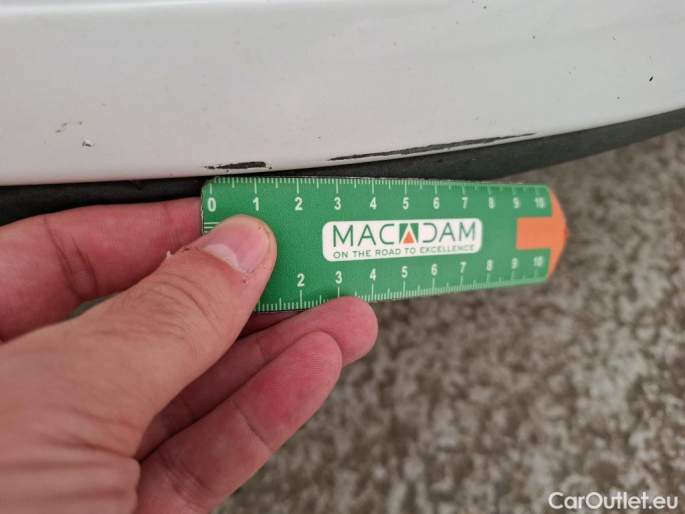 0 1 2 3 4 5 6 7 8 9 10
MACADAM
ON THE ROAD TO EXCELLENCE
2 3 4 5 6 7 8 9 10
CarOutlet.eu